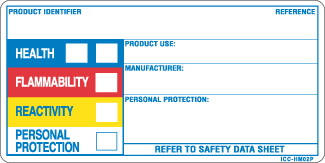 PRODUCT IDENTIFIER REFERENCE
HEALTH
PRODUCT USE:
FLAMMABILITY
MANUFACTURER:
REACTIVITY
PERSONAL PROTECTION:
PERSONAL
PROTECTION
REFER TO SAFETY DATA SHEET
ICC-HM02P